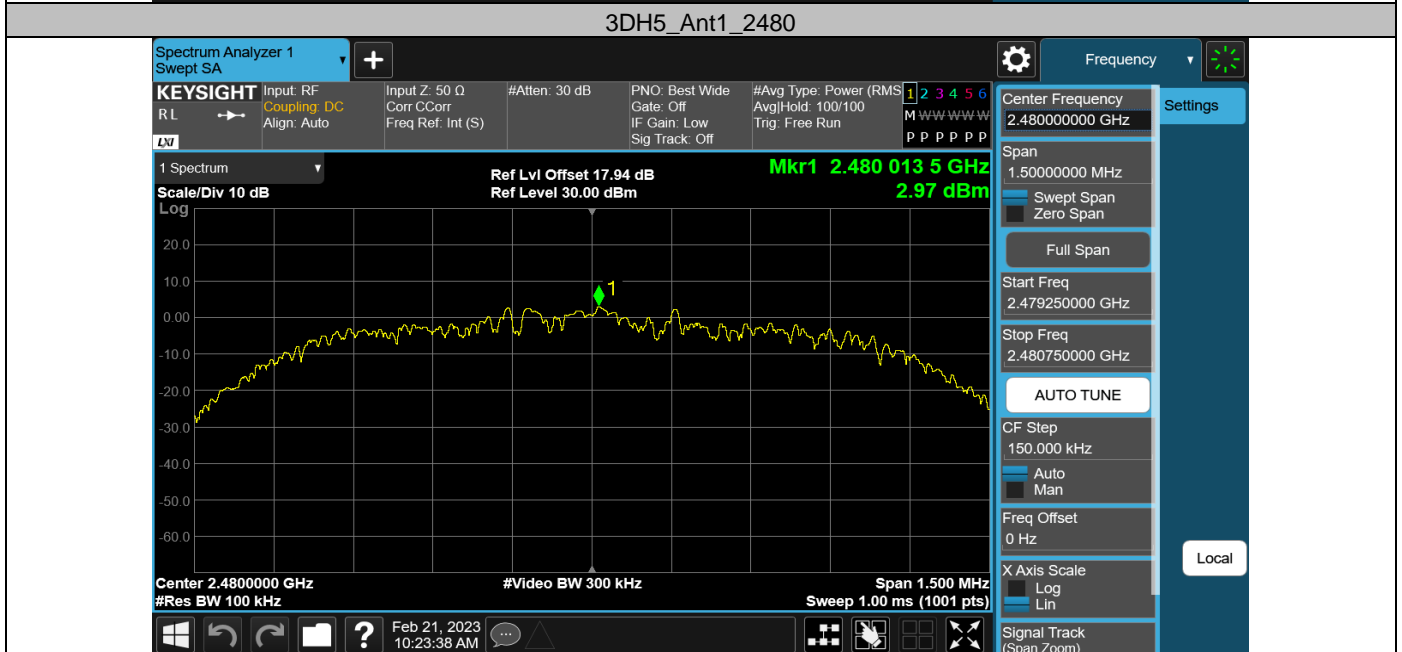 3DH5_Ant1_2480
Spectrum Analyzer 1
Swept SA
Frequency
KEYSIGHT
RL
LXI
Input: RF
Coupling: DC
Align: Auto
Input Z: 50 Ω
Corr CCorr
Freq Ref: Int (S)
#Atten: 30 dB
PNO: Best Wide
Gate: Off
IF Gain: Low
Sig Track: Off
#Avg Type: Power (RMS
Avg|Hold: 100/100
Trig: Free Run
1 2 3 4 5 6
M W W W W W
P P P P P P
1 Spectrum
Scale/Div 10 dB
Log
Ref Lvl Offset 17.94 dB
Ref Level 30.00 dBm
Mkr1 2.480 013 5 GHz
2.97 dBm
20.0
10.0
0.00
-10.0
-20.0
-30.0
-40.0
-50.0
-60.0
1
Center 2.4800000 GHz
#Res BW 100 kHz
#Video BW 300 kHz
Span 1.500 MHz
Sweep 1.00 ms (1001 pts)
Feb 21, 2023
10:23:38 AM
Center Frequency
2.480000000 GHz
Span
1.50000000 MHz
Swept Span
Zero Span
Full Span
Start Freq
2.479250000 GHz
Stop Freq
2.480750000 GHz
AUTO TUNE
CF Step
150.000 kHz
Auto
Man
Freq Offset
0 Hz
X Axis Scale
Log
Lin
Signal Track
(Span Zoom)
Settings
Local